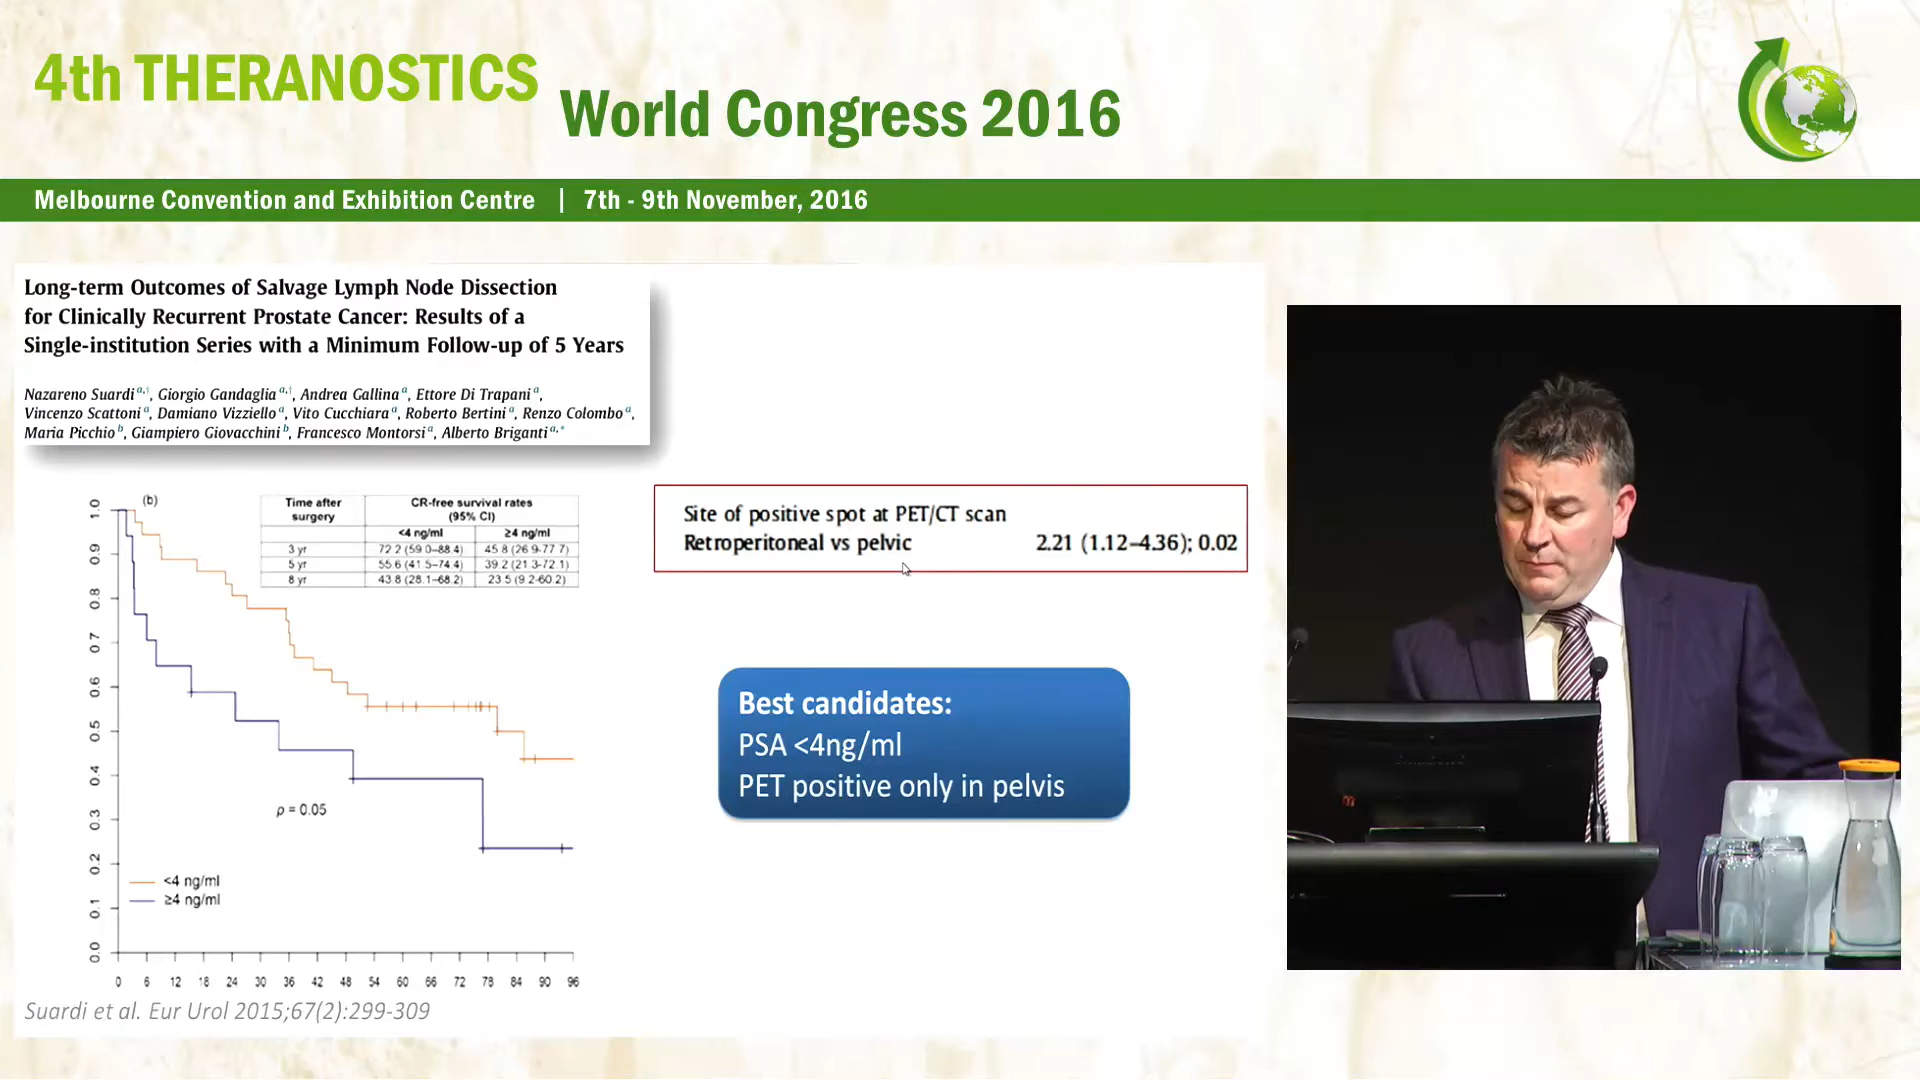 4th THERANOSTICS
World Congress 2016
Melbourne Convention and Exhibition Centre | 7th - 9th November, 2016
Long-term Outcomes of Salvage Lymph Node Dissection
for Clinically Recurrent Prostate Cancer: Results of a
Single-institution Series with a Minimum Follow-up of 5 Years
Nazareno Suardi a,†, Giorgio Gandaglia a,†, Andrea Gallina a, Ettore Di Trapani a,
Vincenzo Scattoni a, Damiano Vizziello a, Vito Cucchiara a, Roberto Bertini a, Renzo Colombo a,
Maria Picchio b, Giampiero Giovacchini b, Francesco Montorsi a, Alberto Briganti a,*
(b)
Time after surgery CR-free survival rates (95% CI)
<4 ng/ml ≥4 ng/ml
3 yr 72.2 (59.0–88.4) 45.8 (26.9-77.7)
5 yr 55.6 (41.5–74.4) 39.2 (21.3-72.1)
8 yr 43.8 (28.1–68.2) 23.5 (9.2-60.2)
1.0
0.9
0.8
0.7
0.6
0.5
0.4
0.3
0.2
0.1
0.0
p = 0.05
<4 ng/ml
≥4 ng/ml
0 6 12 18 24 30 36 42 48 54 60 66 72 78 84 90 96
Site of positive spot at PET/CT scan
Retroperitoneal vs pelvic 2.21 (1.12–4.36); 0.02
Best candidates:
PSA <4ng/ml
PET positive only in pelvis
Suardi et al. Eur Urol 2015;67(2):299-309